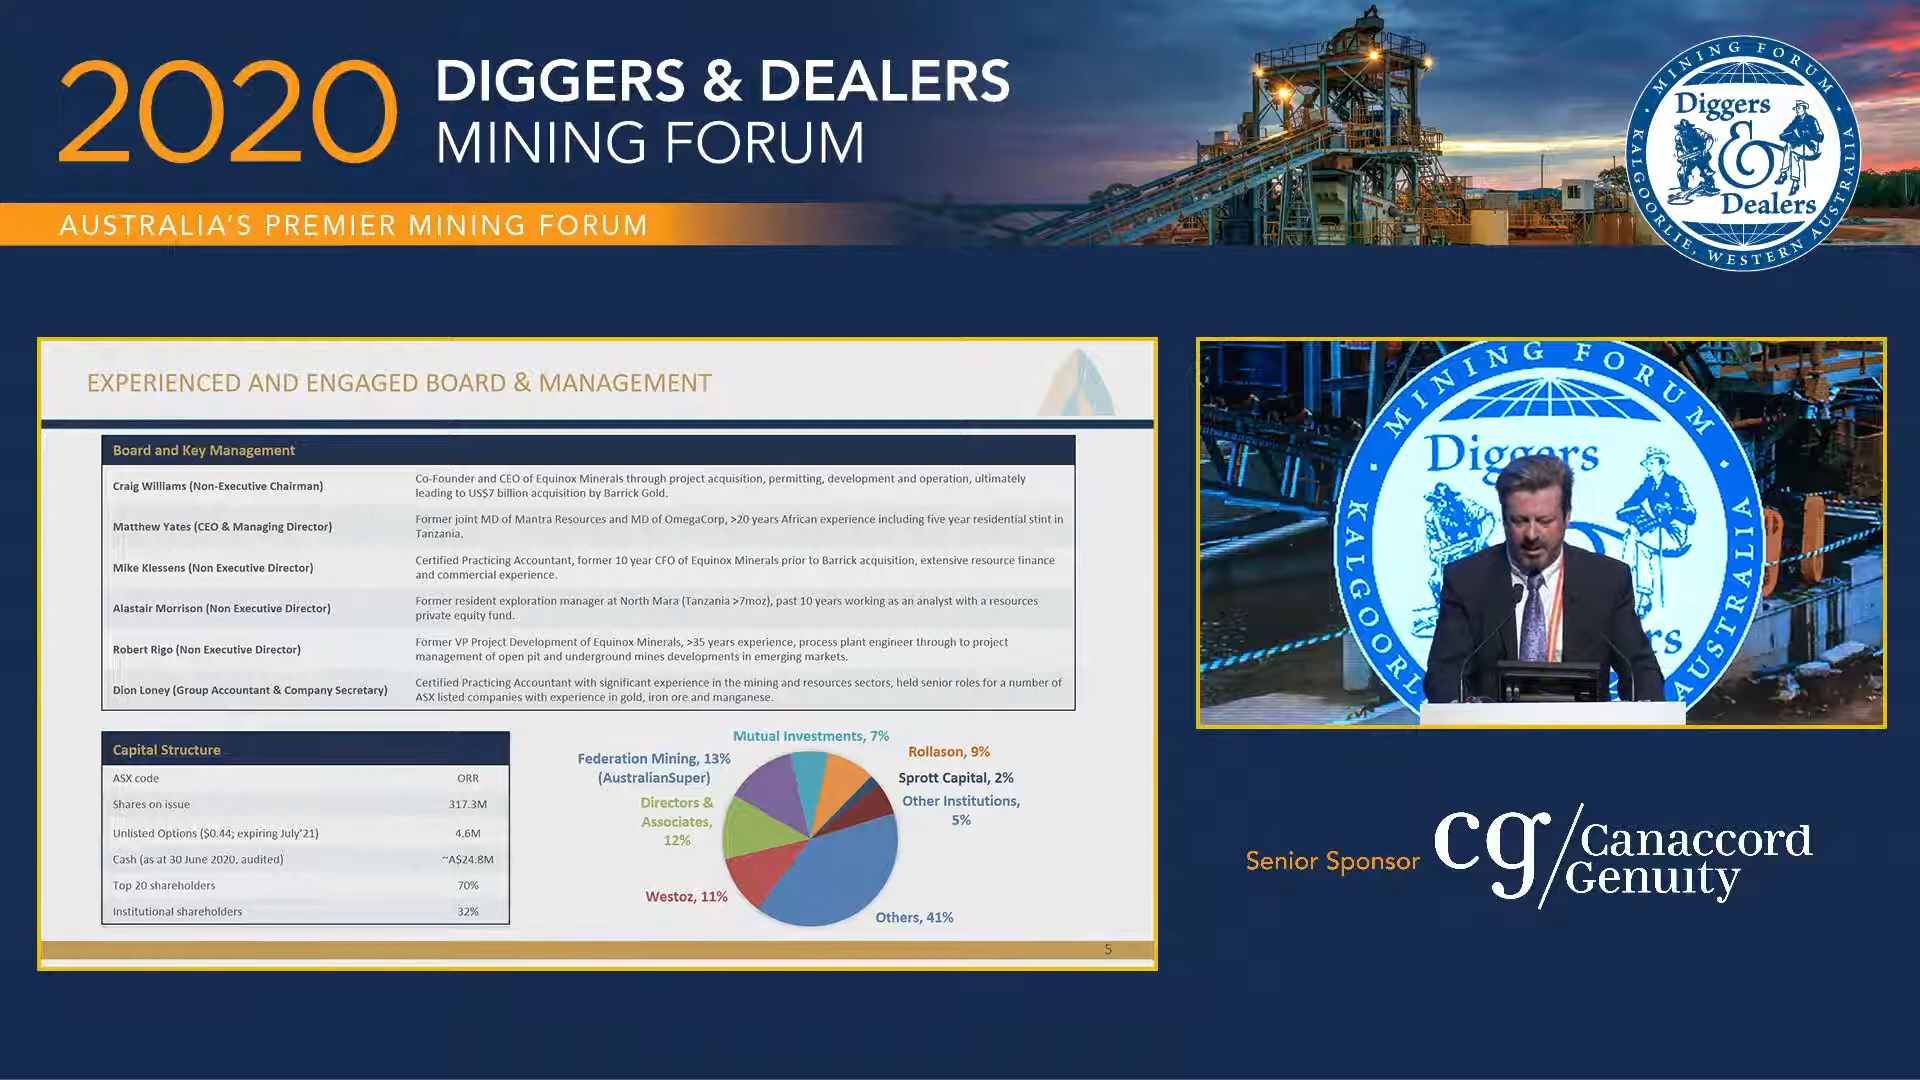 2020
DIGGERS & DEALERS
MINING FORUM
AUSTRALIA'S PREMIER MINING FORUM
MINING FORUM
Diggers
&
Dealers
KALGOORLIE, WESTERN AUSTRALIA
EXPERIENCED AND ENGAGED BOARD & MANAGEMENT
Board and Key Management
Craig Williams (Non-Executive Chairman)
Co-Founder and CEO of Equinox Minerals through project acquisition, permitting, development and operation, ultimately
leading to US$7 billion acquisition by Barrick Gold.
Matthew Yates (CEO & Managing Director)
Former joint MD of Mantra Resources and MD of OmegaCorp, >20 years African experience including five year residential stint in
Tanzania.
Mike Klessens (Non Executive Director)
Certified Practicing Accountant, former 10 year CFO of Equinox Minerals prior to Barrick acquisition, extensive resource finance
and commercial experience.
Alastair Morrison (Non Executive Director)
Former resident exploration manager at North Mara (Tanzania >7moz), past 10 years working as an analyst with a resources
private equity fund.
Robert Rigo (Non Executive Director)
Former VP Project Development of Equinox Minerals, >35 years experience, process plant engineer through to project
management of open pit and underground mines developments in emerging markets.
Dion Loney (Group Accountant & Company Secretary)
Certified Practicing Accountant with significant experience in the mining and resources sectors, held senior roles for a number of
ASX listed companies with experience in gold, iron ore and manganese.
Capital Structure
ASX code ORR
Shares on issue 317.3M
Unlisted Options ($0.44; expiring July'21) 4.6M
Cash (as at 30 June 2020, audited) ~A$24.8M
Top 20 shareholders 70%
Institutional shareholders 32%
Mutual Investments, 7%
Federation Mining, 13%
(AustralianSuper)
Rollason, 9%
Sprott Capital, 2%
Directors &
Associates,
12%
Other Institutions,
5%
Westoz, 11%
Others, 41%
5
MINING FORUM
Diggers
KALGOORL
AUSTRALIA
rs
Senior Sponsor
cg/Canaccord
Genuity